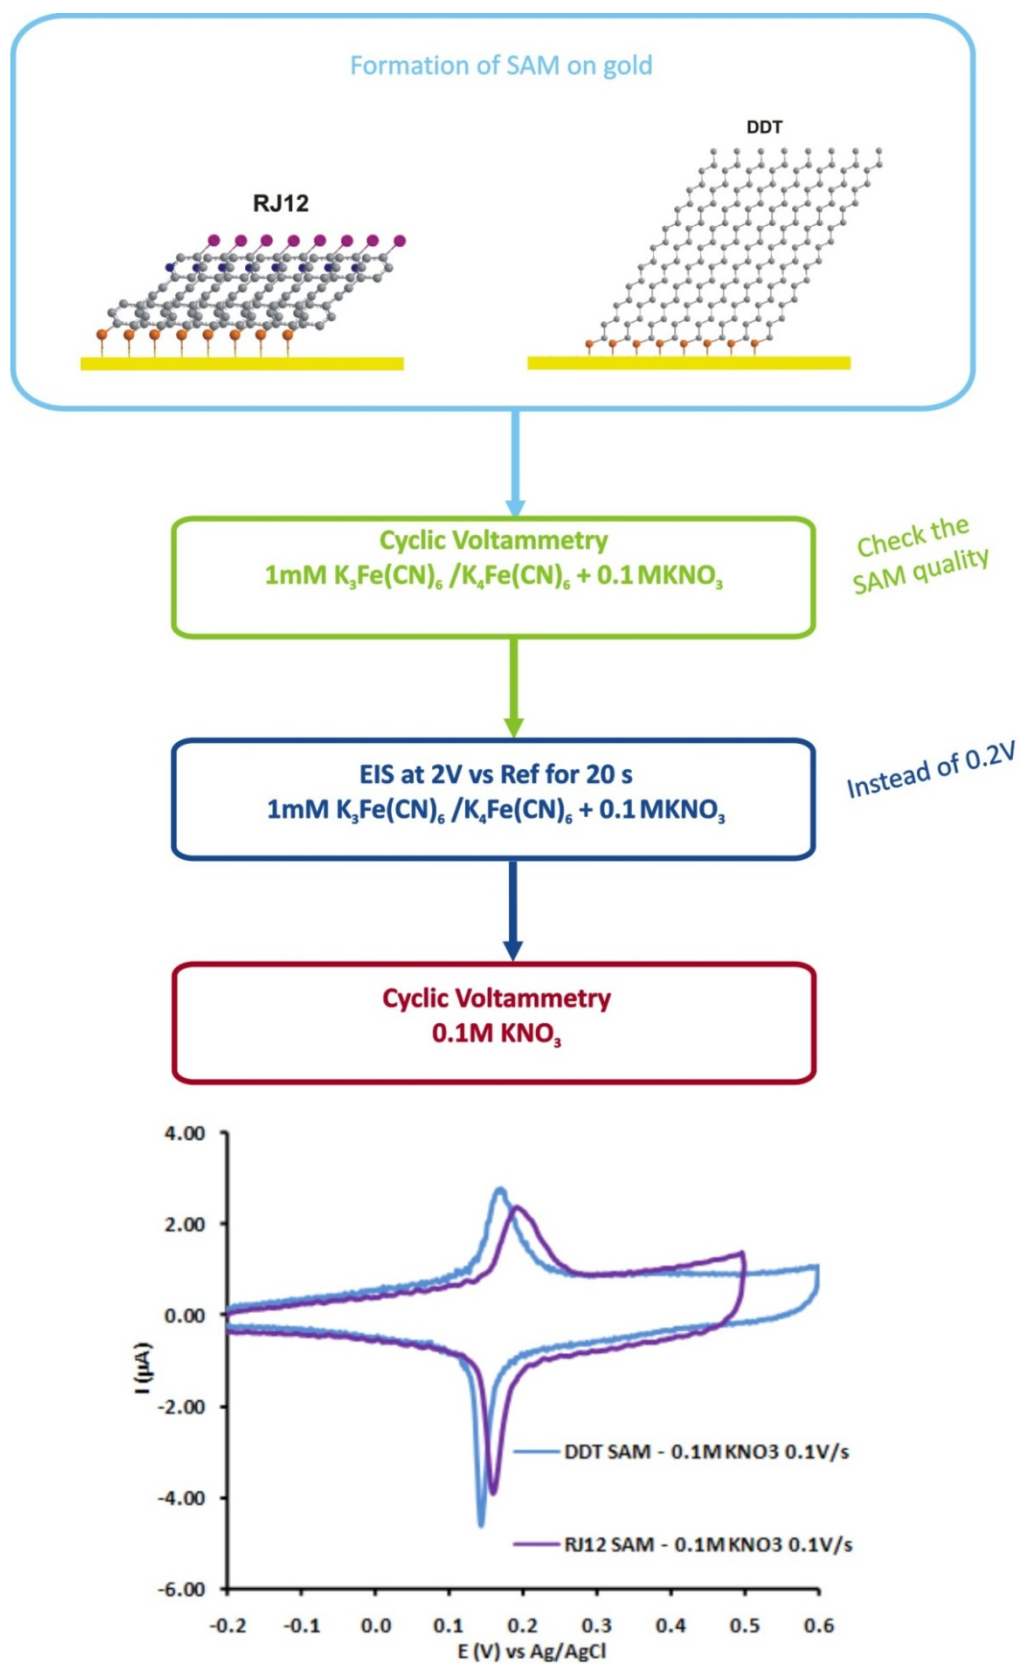 Formation of SAM on gold
DDT
RJ12
Cyclic Voltammetry
1mM K₃Fe(CN)₆ /K₄Fe(CN)₆ + 0.1 MKNO₃
Check the
SAM quality
EIS at 2V vs Ref for 20 s
1mM K₃Fe(CN)₆ /K₄Fe(CN)₆ + 0.1 MKNO₃
Instead of 0.2V
Cyclic Voltammetry
0.1M KNO₃
4.00
2.00
0.00
-2.00
-4.00
-6.00
I (µA)
DDT SAM - 0.1M KNO3 0.1V/s
RJ12 SAM - 0.1M KNO3 0.1V/s
-0.2 -0.1 0.0 0.1 0.2 0.3 0.4 0.5 0.6
E (V) vs Ag/AgCl